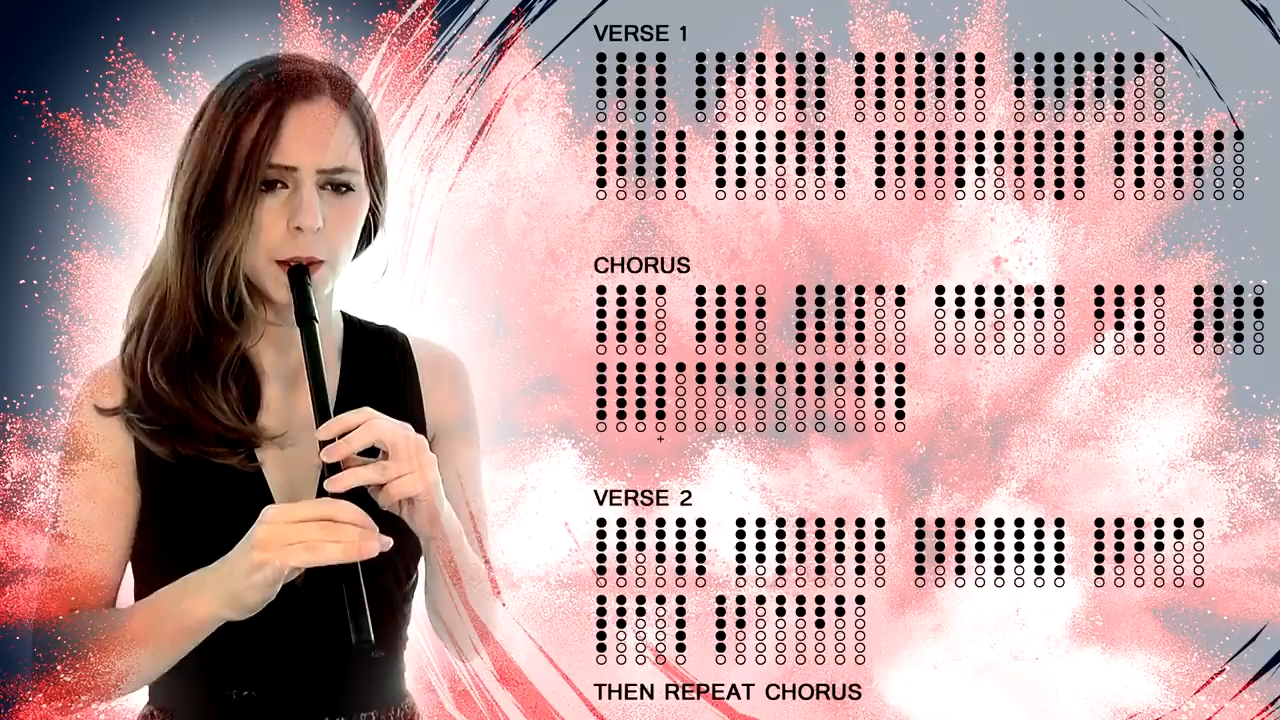 VERSE 1
CHORUS
+
VERSE 2
THEN REPEAT CHORUS